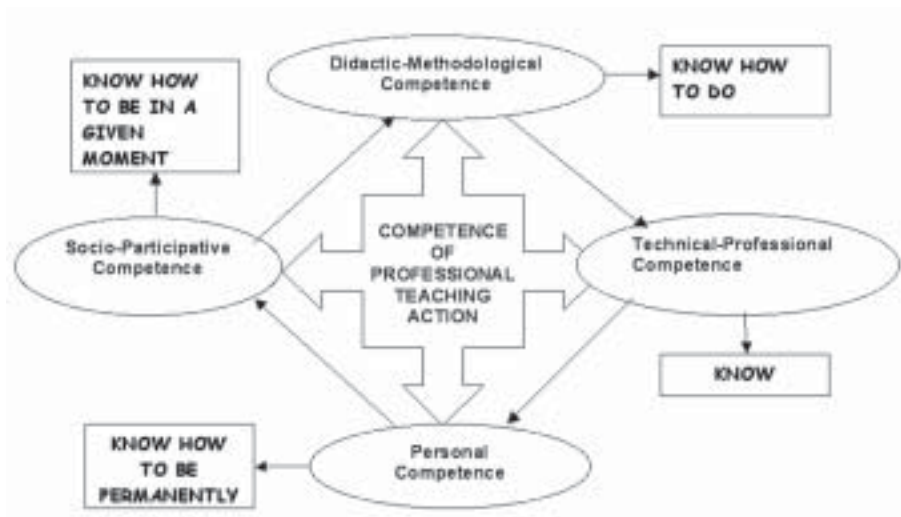 Didactic-Methodological
Competence
KNOW HOW
TO DO
KNOW HOW
TO BE IN A
GIVEN
MOMENT
Socio-Participative
Competence
COMPETENCE
OF
PROFESSIONAL
TEACHING
ACTION
Technical-Professional
Competence
KNOW
Personal
Competence
KNOW HOW
TO BE
PERMANENTLY